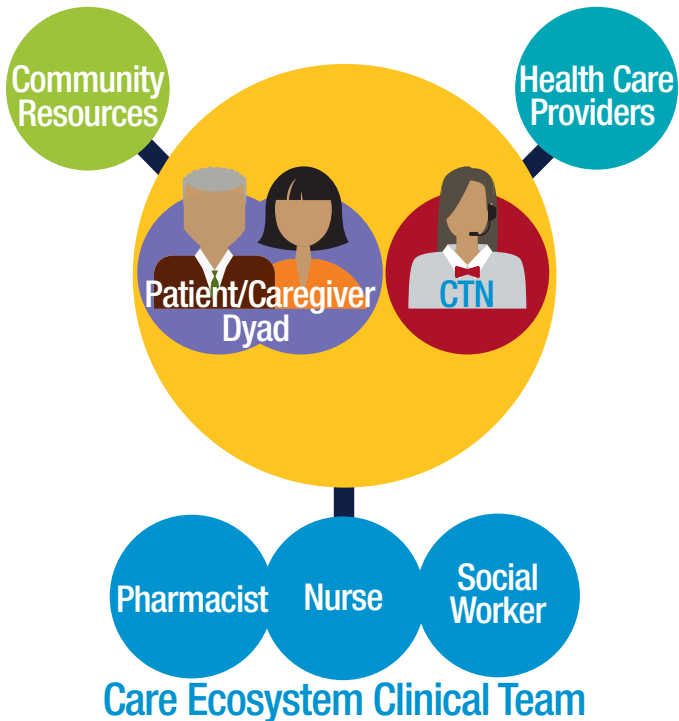 Community
Resources
Health Care
Providers
Patient/Caregiver
Dyad
CTN
Pharmacist
Nurse
Social
Worker
Care Ecosystem Clinical Team